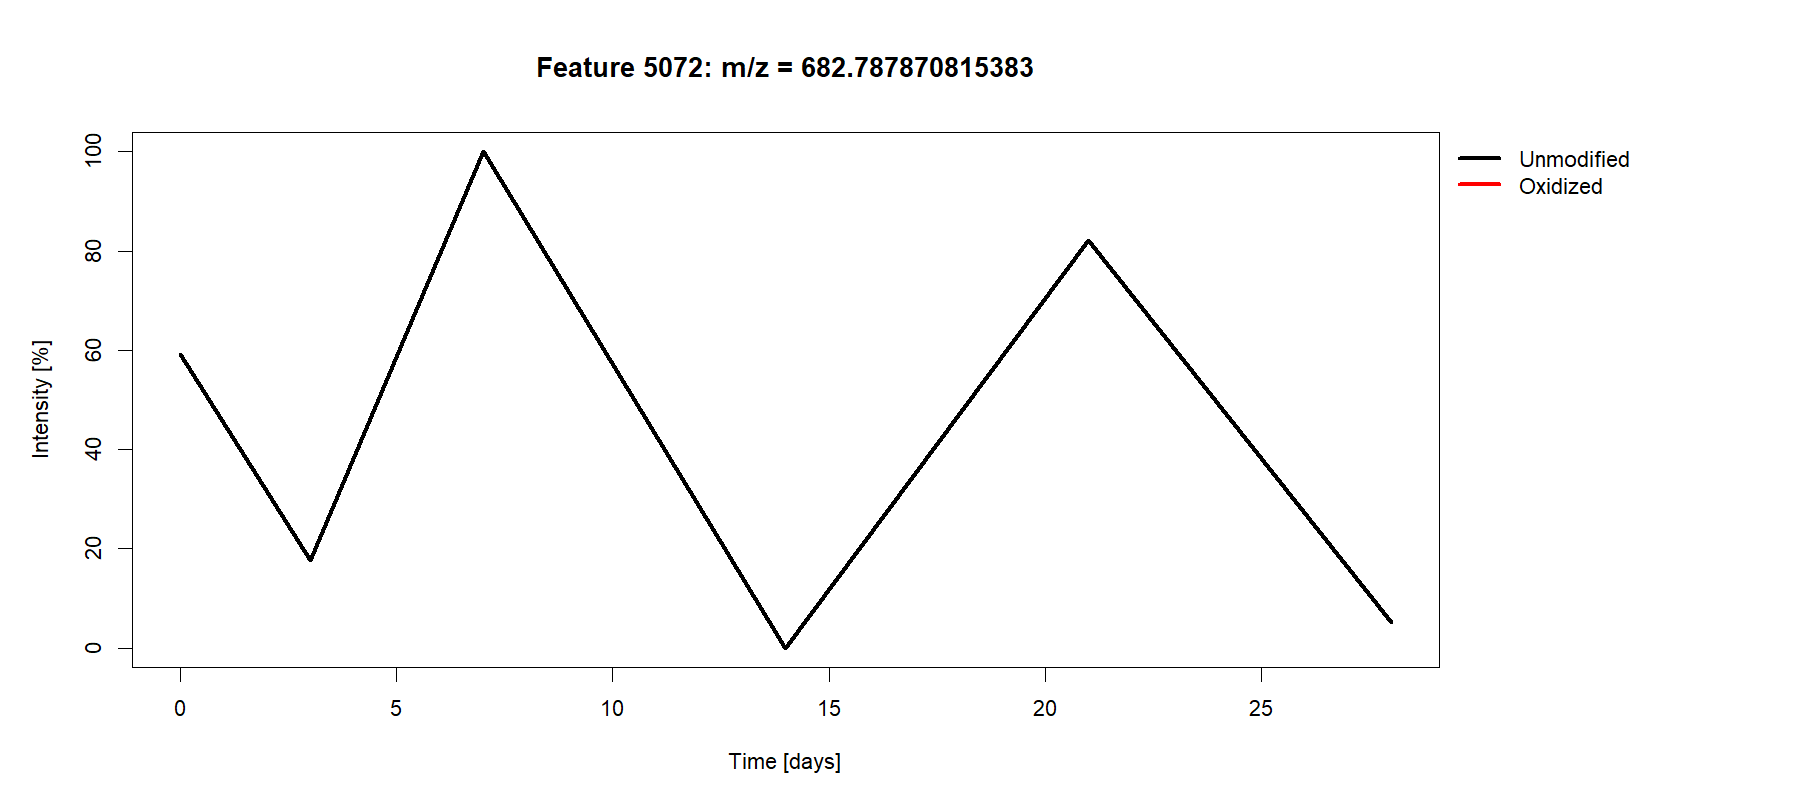 Feature 5072: m/z = 682.787870815383
Unmodified
Oxidized
Intensity [%]
100
80
60
40
20
0
0 5 10 15 20 25
Time [days]